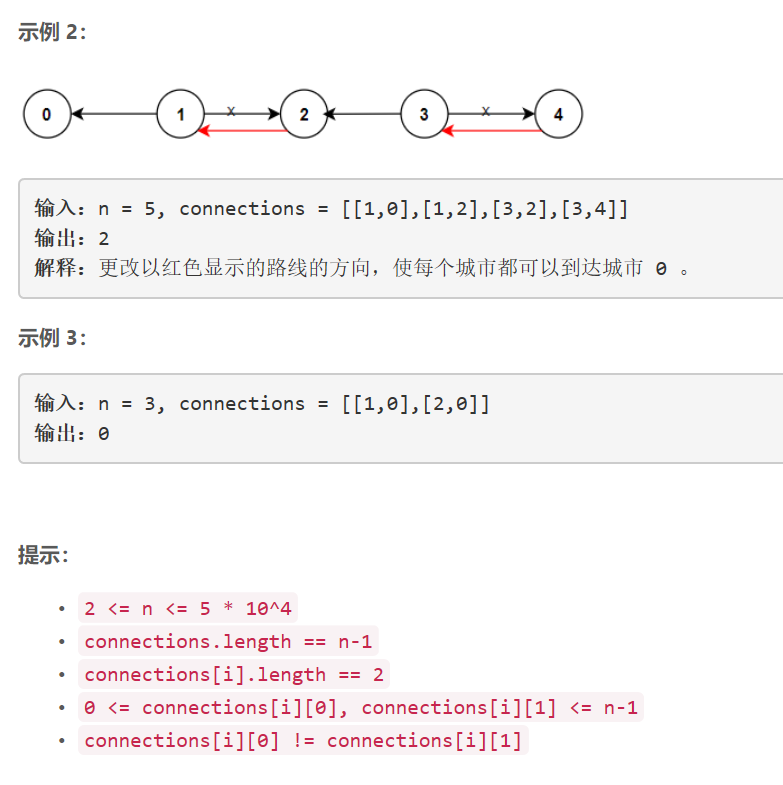 示例 2：
0 1 x 2 3 x 4
输入：n = 5, connections = [[1,0],[1,2],[3,2],[3,4]]
输出：2
解释：更改以红色显示的路线的方向，使每个城市都可以到达城市 0 。
示例 3：
输入：n = 3, connections = [[1,0],[2,0]]
输出：0
提示：
• 2 <= n <= 5 * 10^4
• connections.length == n-1
• connections[i].length == 2
• 0 <= connections[i][0], connections[i][1] <= n-1
• connections[i][0] != connections[i][1]